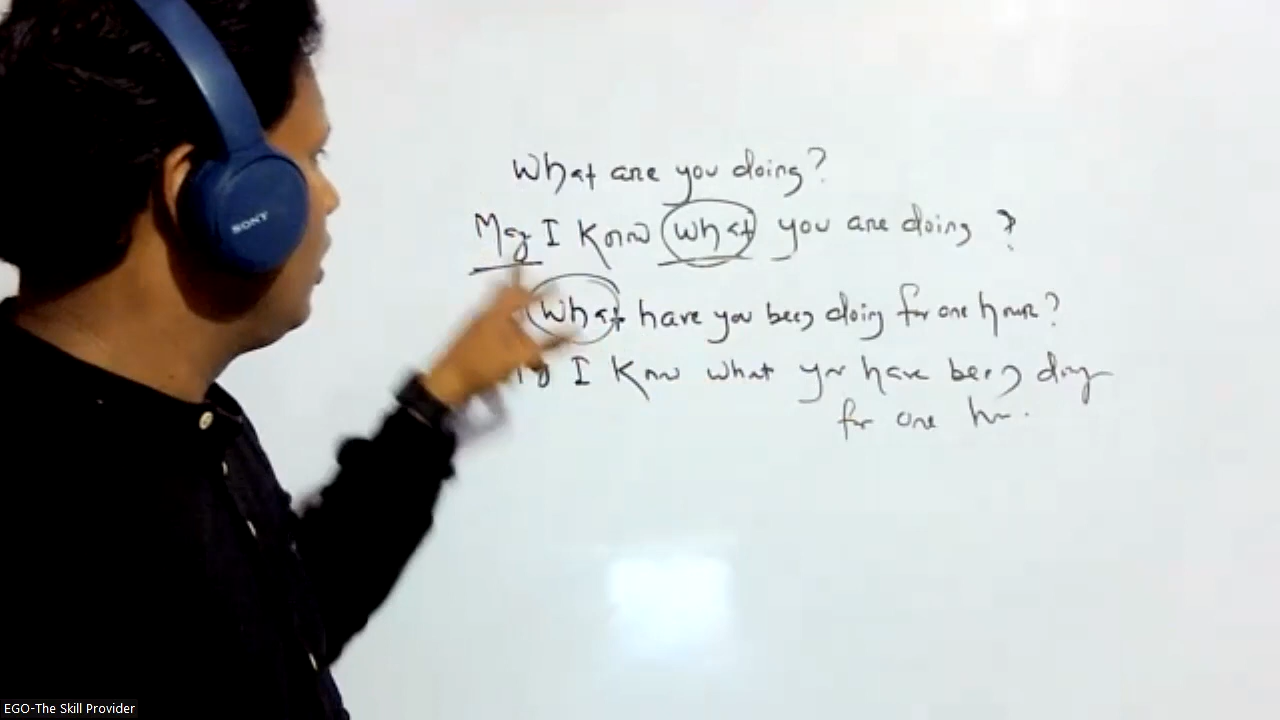 SONY
What are you doing?
May I know what you are doing ?
What have you been doing for one hour?
I know what you have been doing
for one hr.
EGO-The Skill Provider